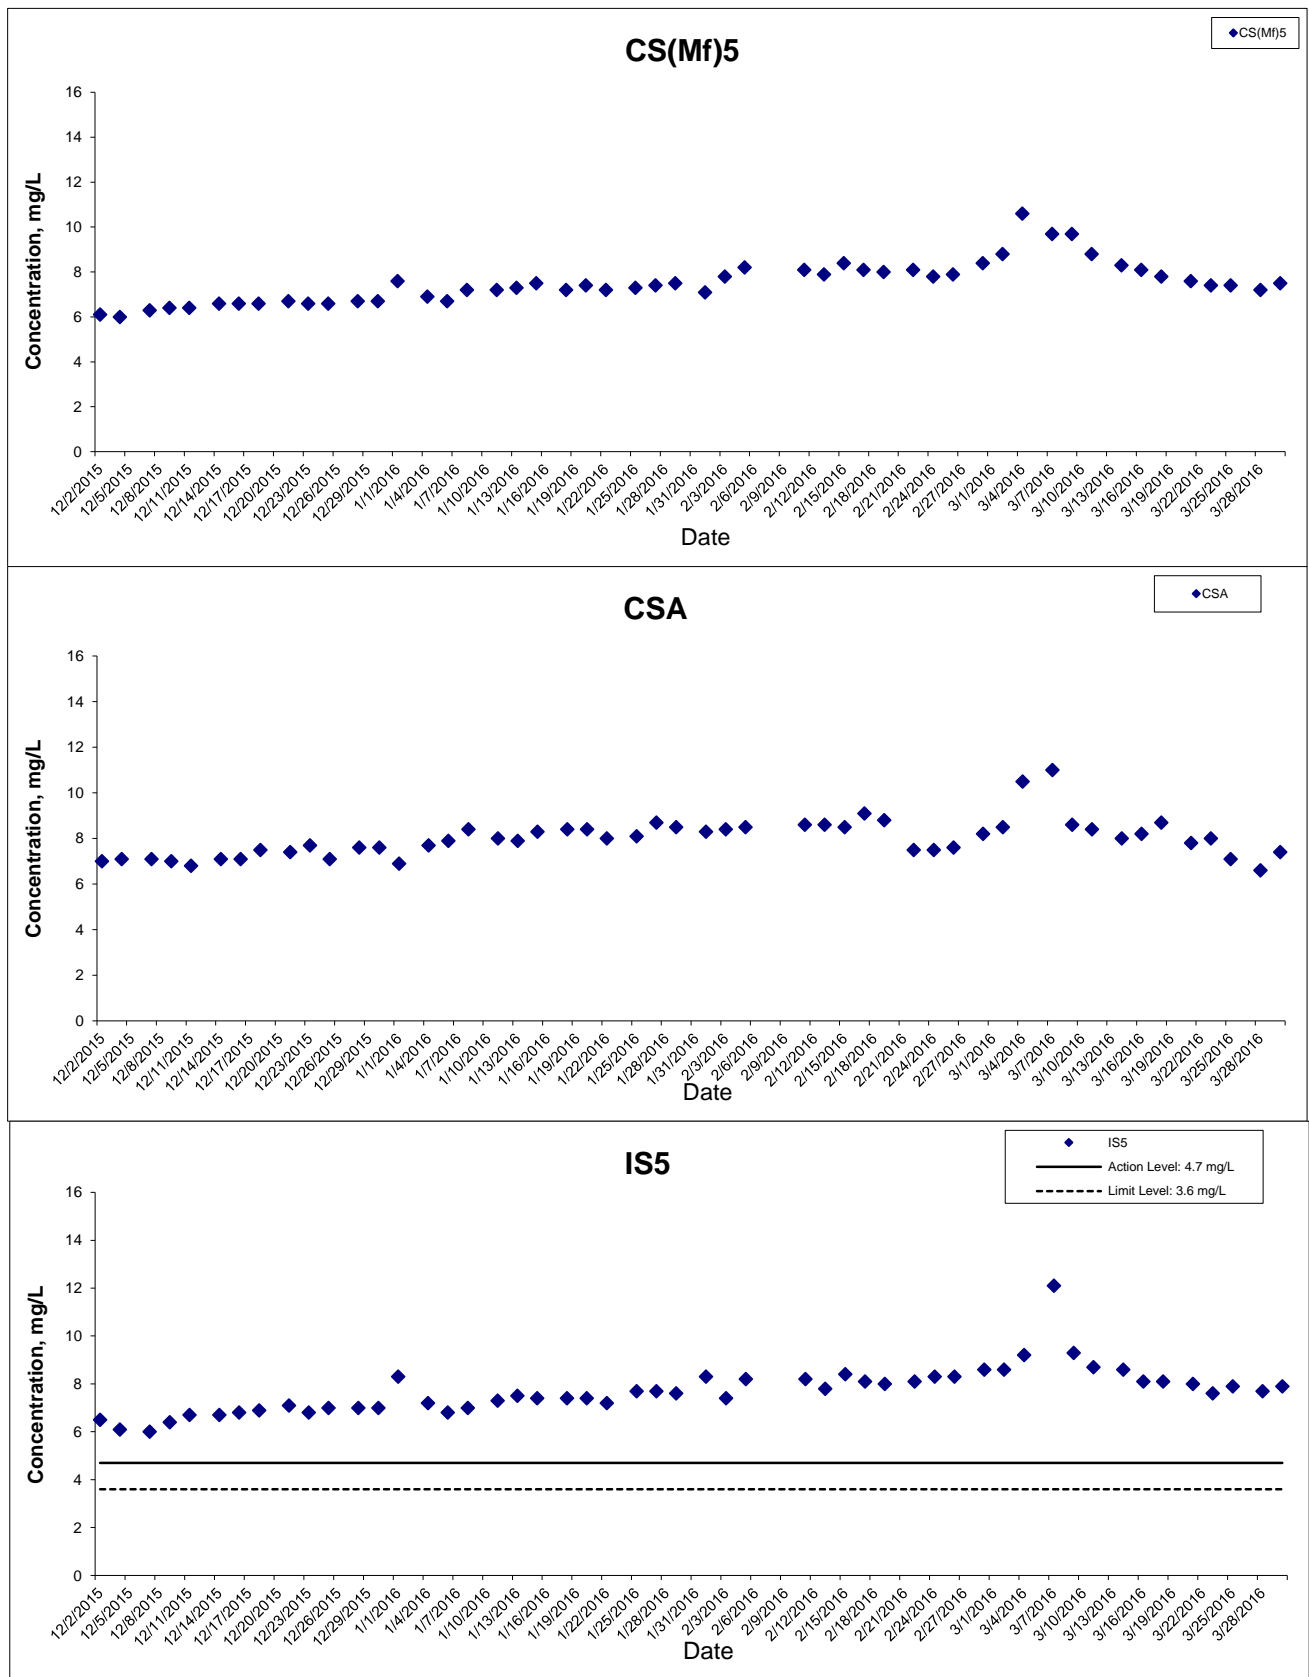 CS(Mf)5
CS(Mf)5
Concentration, mg/L
16
14
12
10
8
6
4
2
0
12/2/2015 12/5/2015 12/8/2015 12/11/2015 12/14/2015 12/17/2015 12/20/2015 12/23/2015 12/26/2015 12/29/2015 1/1/2016 1/4/2016 1/7/2016 1/10/2016 1/13/2016 1/16/2016 1/19/2016 1/22/2016 1/25/2016 1/28/2016 1/31/2016 2/3/2016 2/6/2016 2/9/2016 2/12/2016 2/15/2016 2/18/2016 2/21/2016 2/24/2016 2/27/2016 3/1/2016 3/4/2016 3/7/2016 3/10/2016 3/13/2016 3/16/2016 3/19/2016 3/22/2016 3/25/2016 3/28/2016
Date
CSA
CSA
Concentration, mg/L
16
14
12
10
8
6
4
2
0
12/2/2015 12/5/2015 12/8/2015 12/11/2015 12/14/2015 12/17/2015 12/20/2015 12/23/2015 12/26/2015 12/29/2015 1/1/2016 1/4/2016 1/7/2016 1/10/2016 1/13/2016 1/16/2016 1/19/2016 1/22/2016 1/25/2016 1/28/2016 1/31/2016 2/3/2016 2/6/2016 2/9/2016 2/12/2016 2/15/2016 2/18/2016 2/21/2016 2/24/2016 2/27/2016 3/1/2016 3/4/2016 3/7/2016 3/10/2016 3/13/2016 3/16/2016 3/19/2016 3/22/2016 3/25/2016 3/28/2016
Date
IS5
IS5
Action Level: 4.7 mg/L
Limit Level: 3.6 mg/L
Concentration, mg/L
16
14
12
10
8
6
4
2
0
12/2/2015 12/5/2015 12/8/2015 12/11/2015 12/14/2015 12/17/2015 12/20/2015 12/23/2015 12/26/2015 12/29/2015 1/1/2016 1/4/2016 1/7/2016 1/10/2016 1/13/2016 1/16/2016 1/19/2016 1/22/2016 1/25/2016 1/28/2016 1/31/2016 2/3/2016 2/6/2016 2/9/2016 2/12/2016 2/15/2016 2/18/2016 2/21/2016 2/24/2016 2/27/2016 3/1/2016 3/4/2016 3/7/2016 3/10/2016 3/13/2016 3/16/2016 3/19/2016 3/22/2016 3/25/2016 3/28/2016
Date